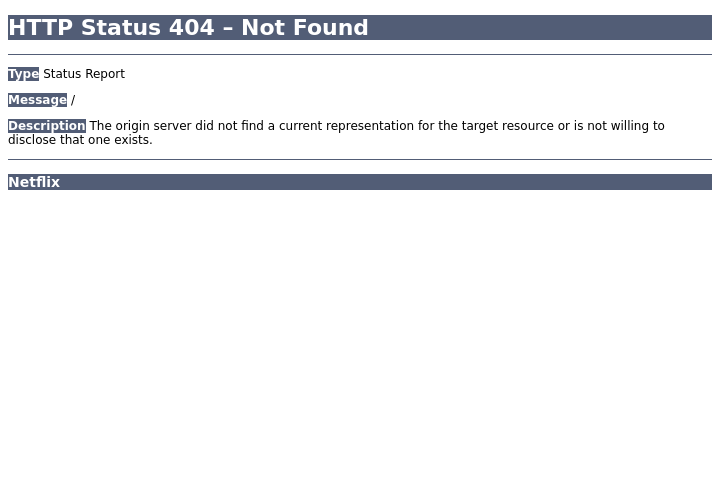 HTTP Status 404 – Not Found
Type Status Report
Message /
Description The origin server did not find a current representation for the target resource or is not willing to
disclose that one exists.
Netflix